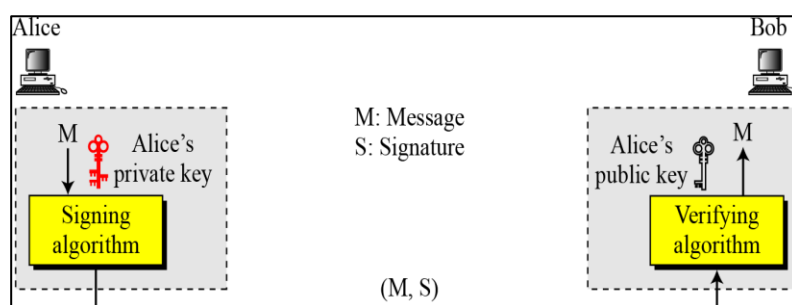 Alice
Bob
M: Message
S: Signature
M
Alice’s
private key
Signing
algorithm
Alice’s
public key
M
Verifying
algorithm
(M, S)